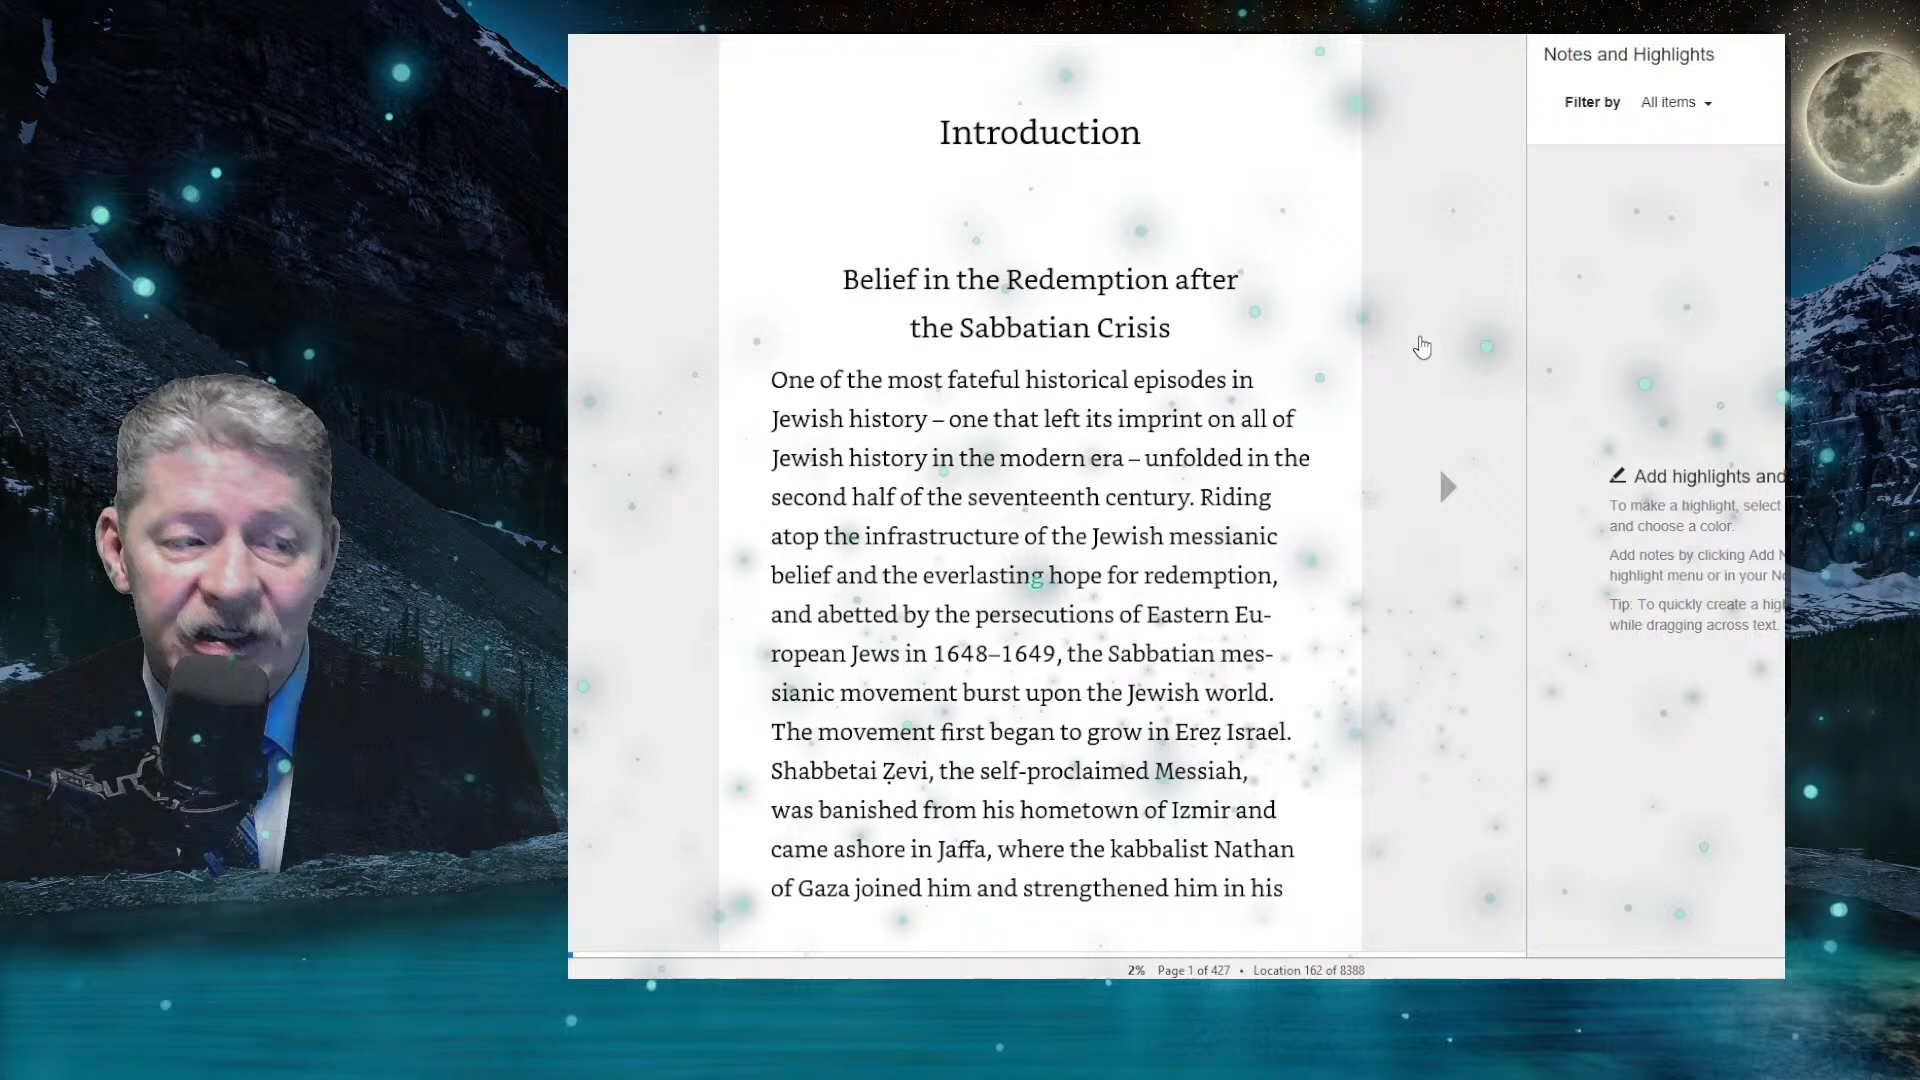 Introduction
Belief in the Redemption after
the Sabbatian Crisis
One of the most fateful historical episodes in
Jewish history – one that left its imprint on all of
Jewish history in the modern era – unfolded in the
second half of the seventeenth century. Riding
atop the infrastructure of the Jewish messianic
belief and the everlasting hope for redemption,
and abetted by the persecutions of Eastern Eu-
ropean Jews in 1648–1649, the Sabbatian mes-
sianic movement burst upon the Jewish world.
The movement first began to grow in Ereẓ Israel.
Shabbetai Ẓevi, the self-proclaimed Messiah,
was banished from his hometown of Izmir and
came ashore in Jaffa, where the kabbalist Nathan
of Gaza joined him and strengthened him in his
2% Page 1 of 427 • Location 162 of 8388
Notes and Highlights
Filter by All items
Add highlights and
To make a highlight, select
and choose a color.
Add notes by clicking Add
highlight menu or in your
Tip: To quickly create a
while dragging across text.